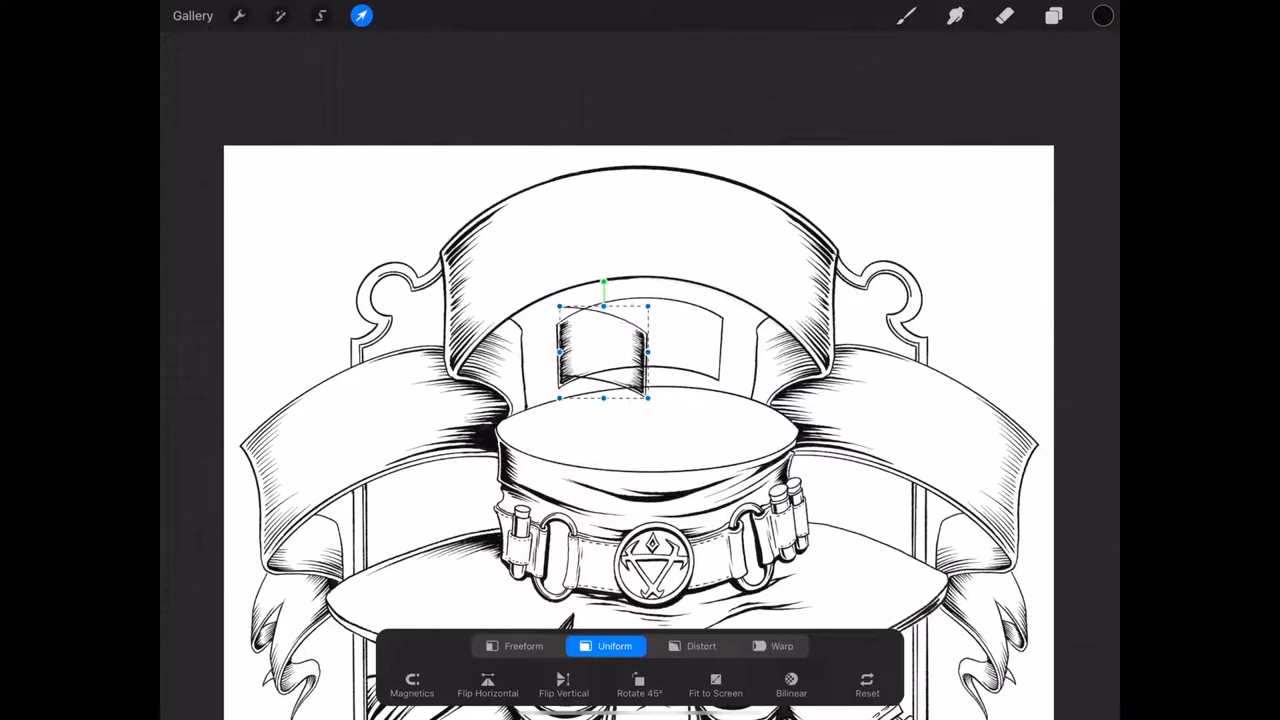 Gallery
Freeform Uniform Distort Warp
Magnetics Flip Horizontal Flip Vertical Rotate 45° Fit to Screen Bilinear Reset